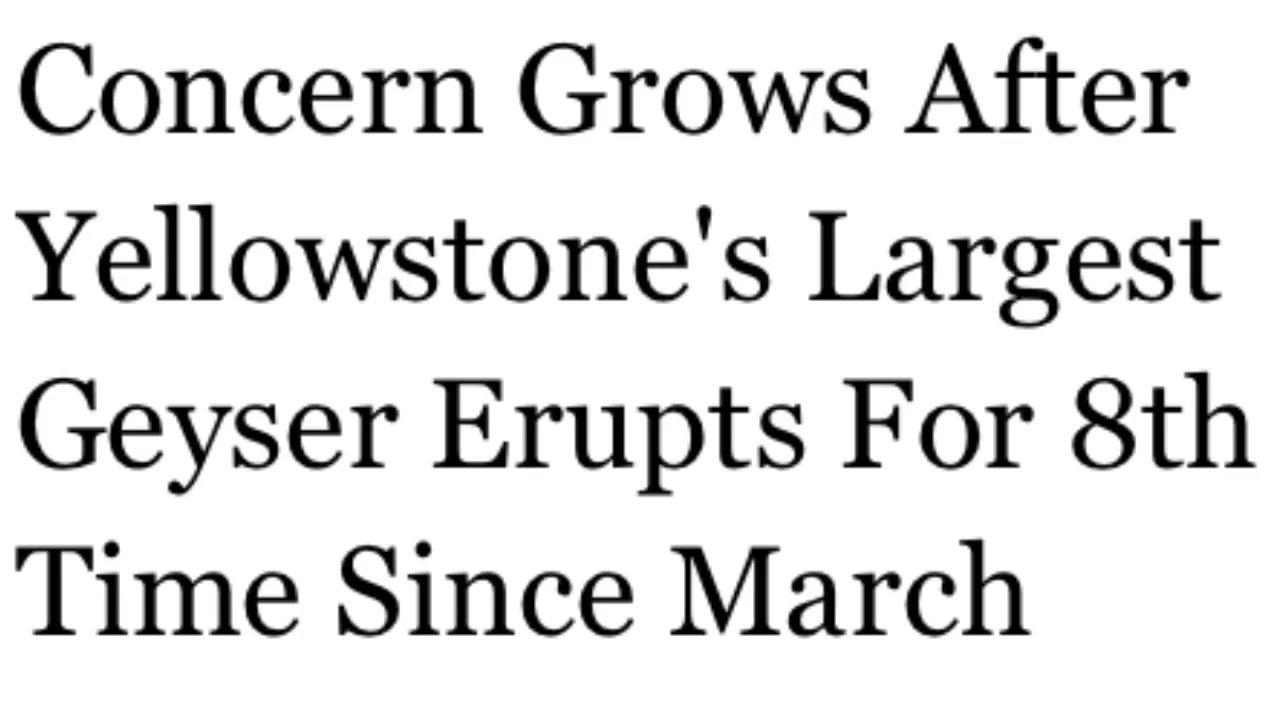 Concern Grows After
Yellowstone's Largest
Geyser Erupts For 8th
Time Since March